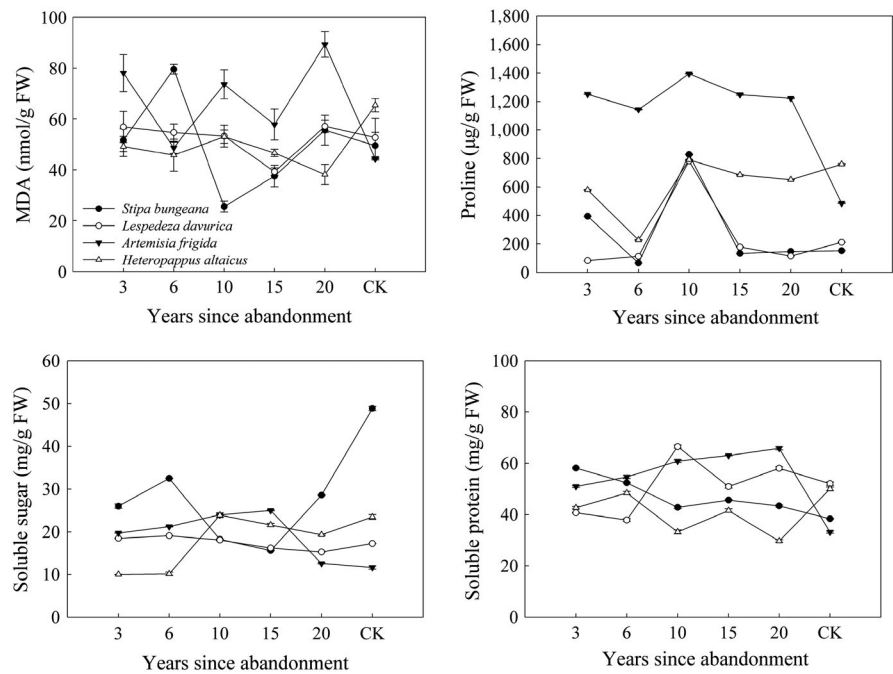 MDA (nmol/g FW)
100
80
60
40
20
0
Stipa bungeana
Lespedeza davurica
Artemisia frigida
Heteropappus altaicus
3 6 10 15 20 CK
Years since abandonment
Proline (μg/g FW)
1,800
1,600
1,400
1,200
1,000
800
600
400
200
0
3 6 10 15 20 CK
Years since abandonment
Soluble sugar (mg/g FW)
60
50
40
30
20
10
0
3 6 10 15 20 CK
Years since abandonment
Soluble protein (mg/g FW)
100
80
60
40
20
0
3 6 10 15 20 CK
Years since abandonment